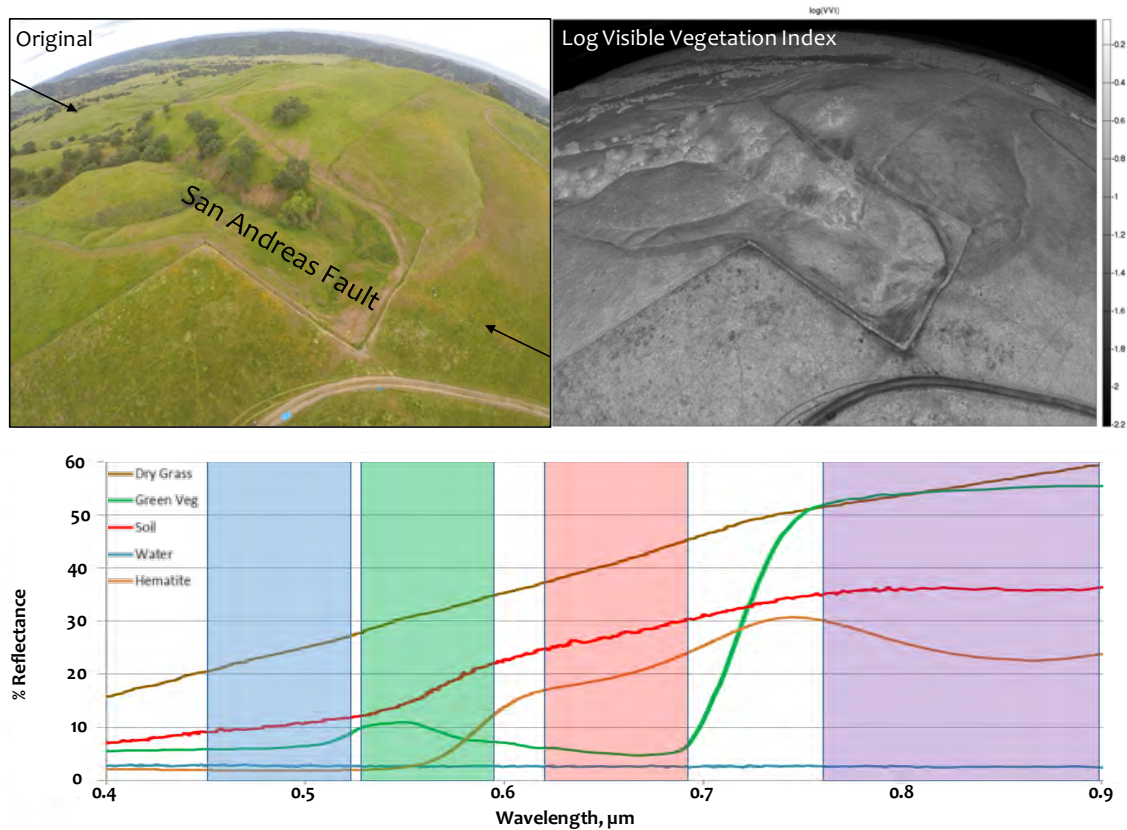 log(VVI)
Original
Log Visible Vegetation Index
San Andreas Fault
-0.2
-0.4
-0.6
-0.8
-1
-1.2
-1.4
-1.6
-1.8
-2
-2.2
60
50
40
30
20
10
0
% Reflectance
Dry Grass
Green Veg
Soil
Water
Hematite
0.4
0.5
0.6
0.7
0.8
0.9
Wavelength, µm